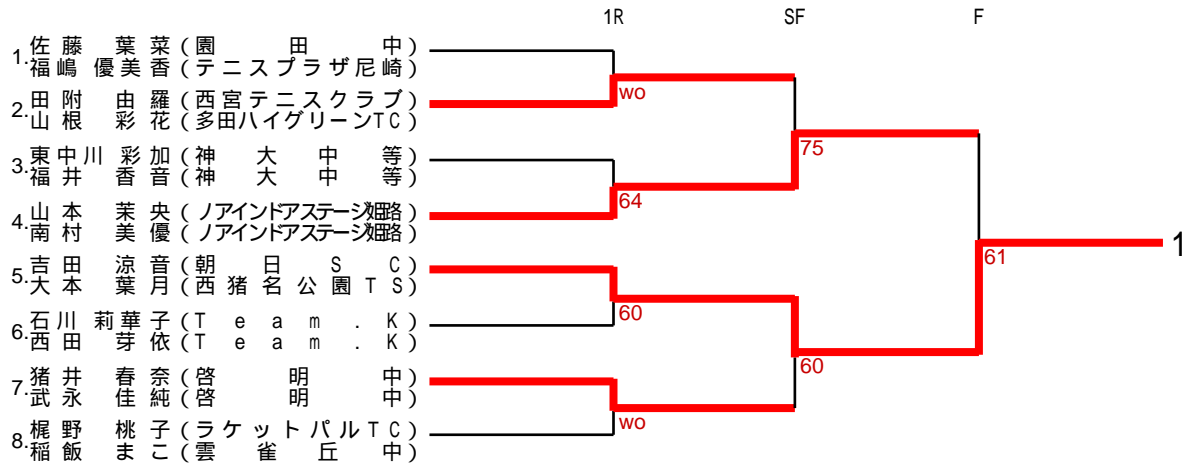 1R SF F
1. 佐藤 葉菜 (園田中)
福嶋 優美香 (テニスプラザ尼崎)
2. 田附 由羅 (西宮テニスクラブ)
山根 彩花 (多田ハイグリーンTC)
3. 東中川 彩加 (神大中等)
福井 香音 (神大中等)
4. 山本 茉央 (ノアインドアステージ姫路)
南村 美優 (ノアインドアステージ姫路)
5. 吉田 涼音 (朝日SC)
大本 葉月 (西猪名公園TS)
6. 石川 莉華子 (Team.K)
西田 芽依 (Team.K)
7. 猪井 春奈 (啓明中)
武永 佳純 (啓明中)
8. 梶野 桃子 (ラケットパルTC)
稲飯 まこ (雲雀丘中)
wo
64
60
wo
75
60
61
1